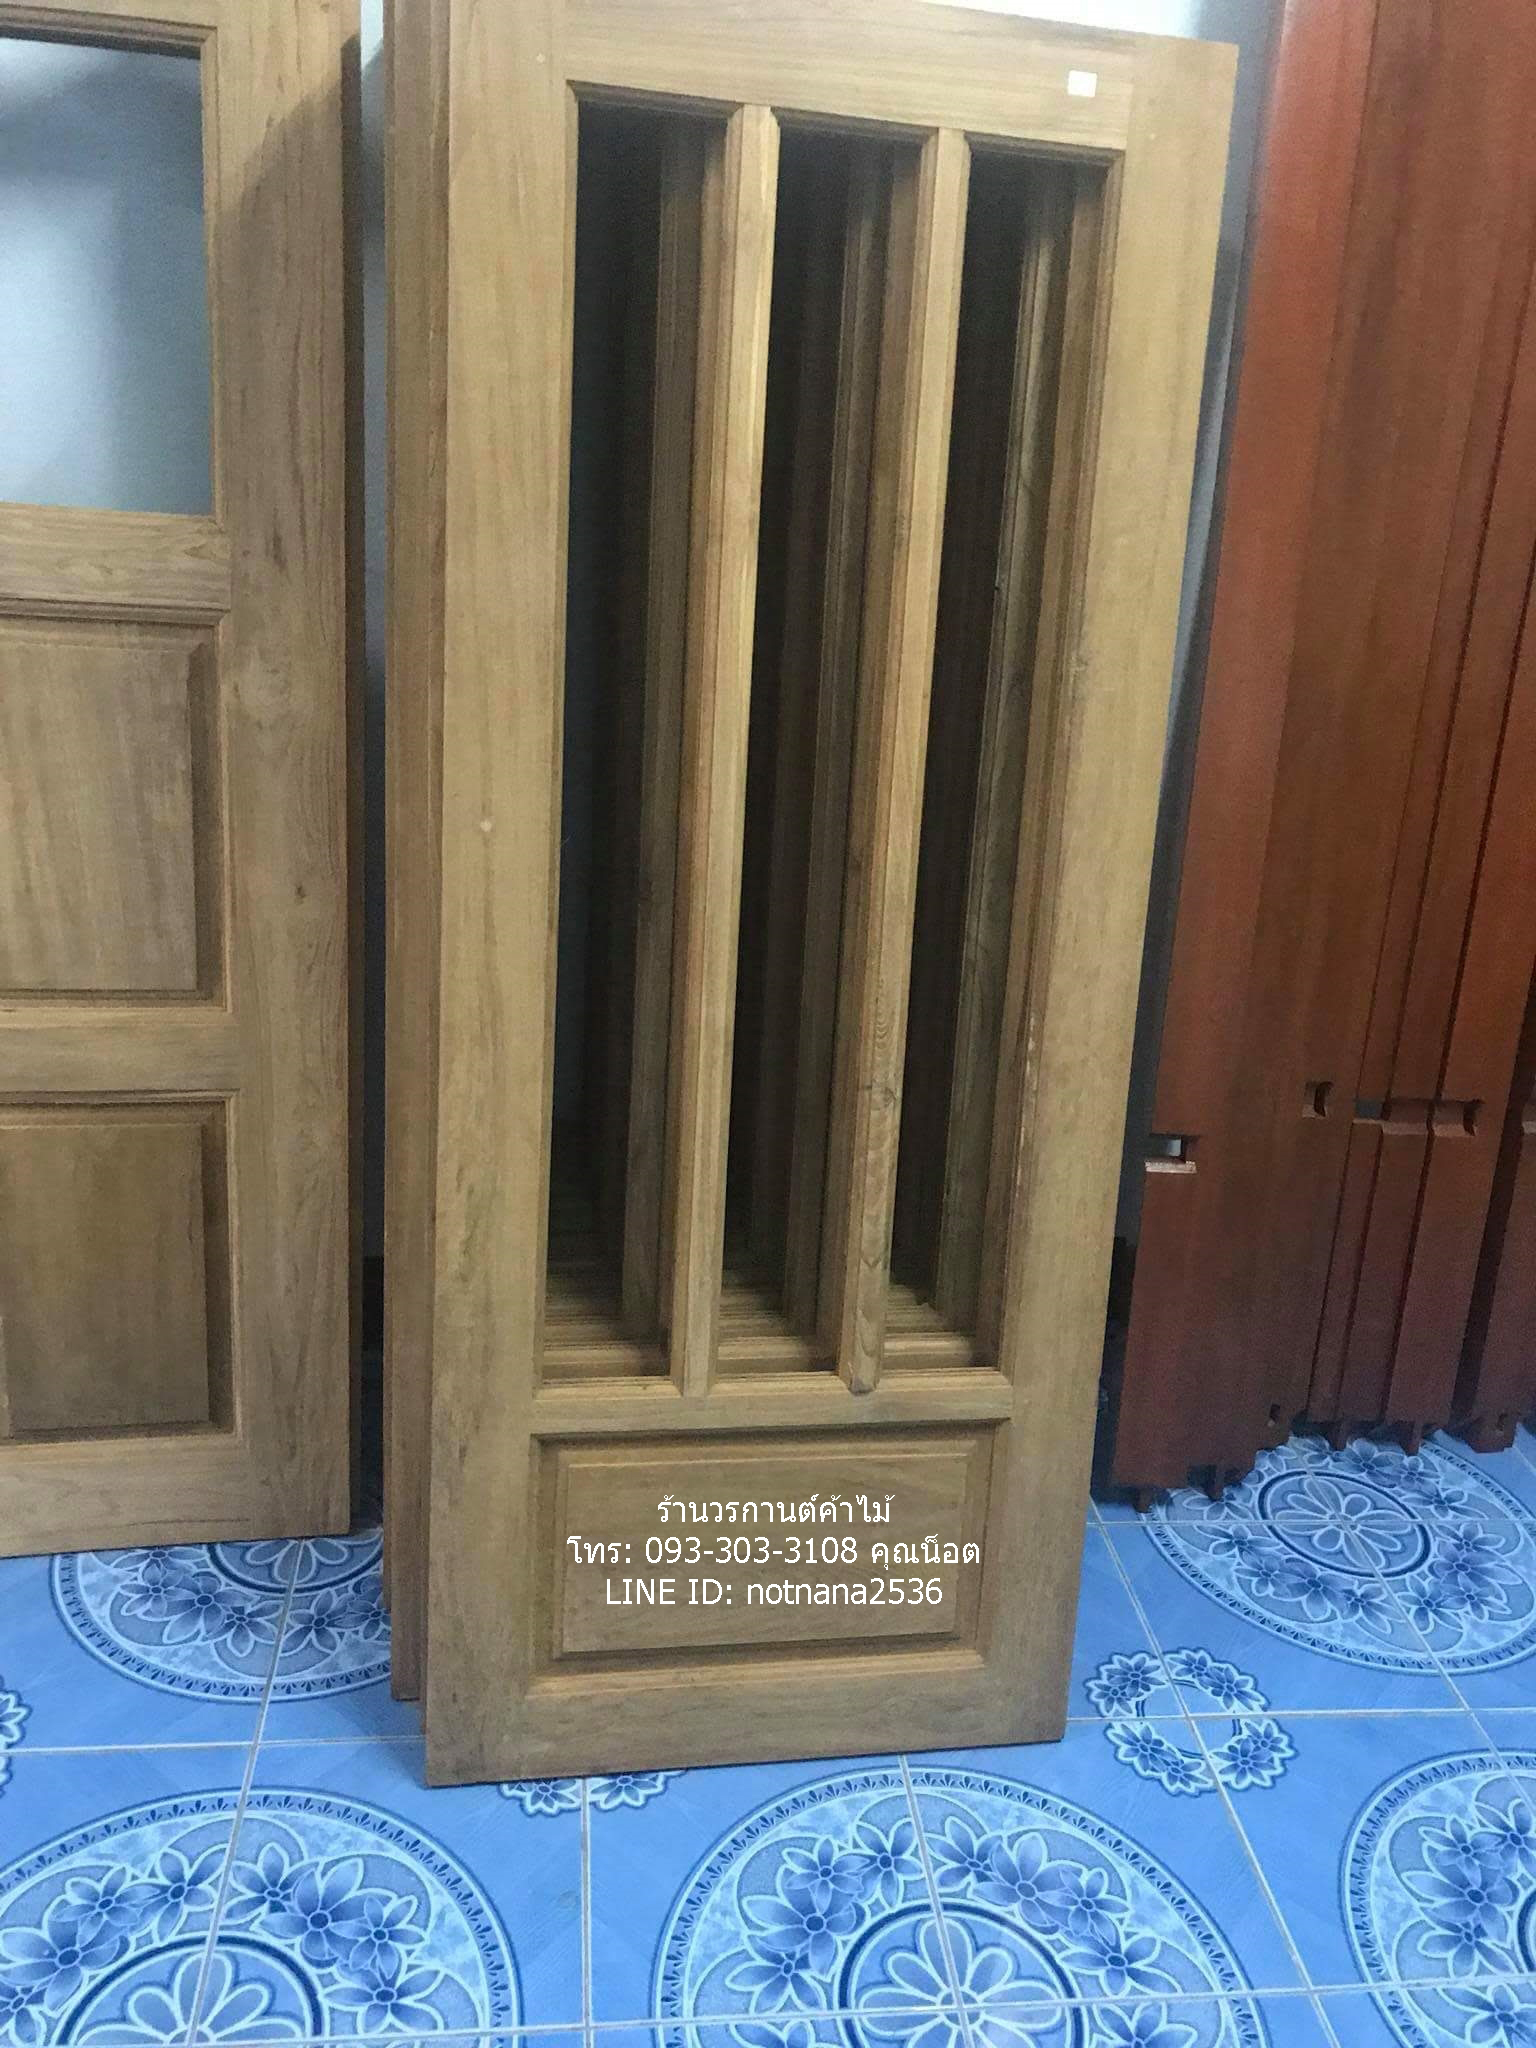 ร้านวรกานต์ค้าไม้
โทร: 093-303-3108 คุณน็อต
LINE ID: notnana2536